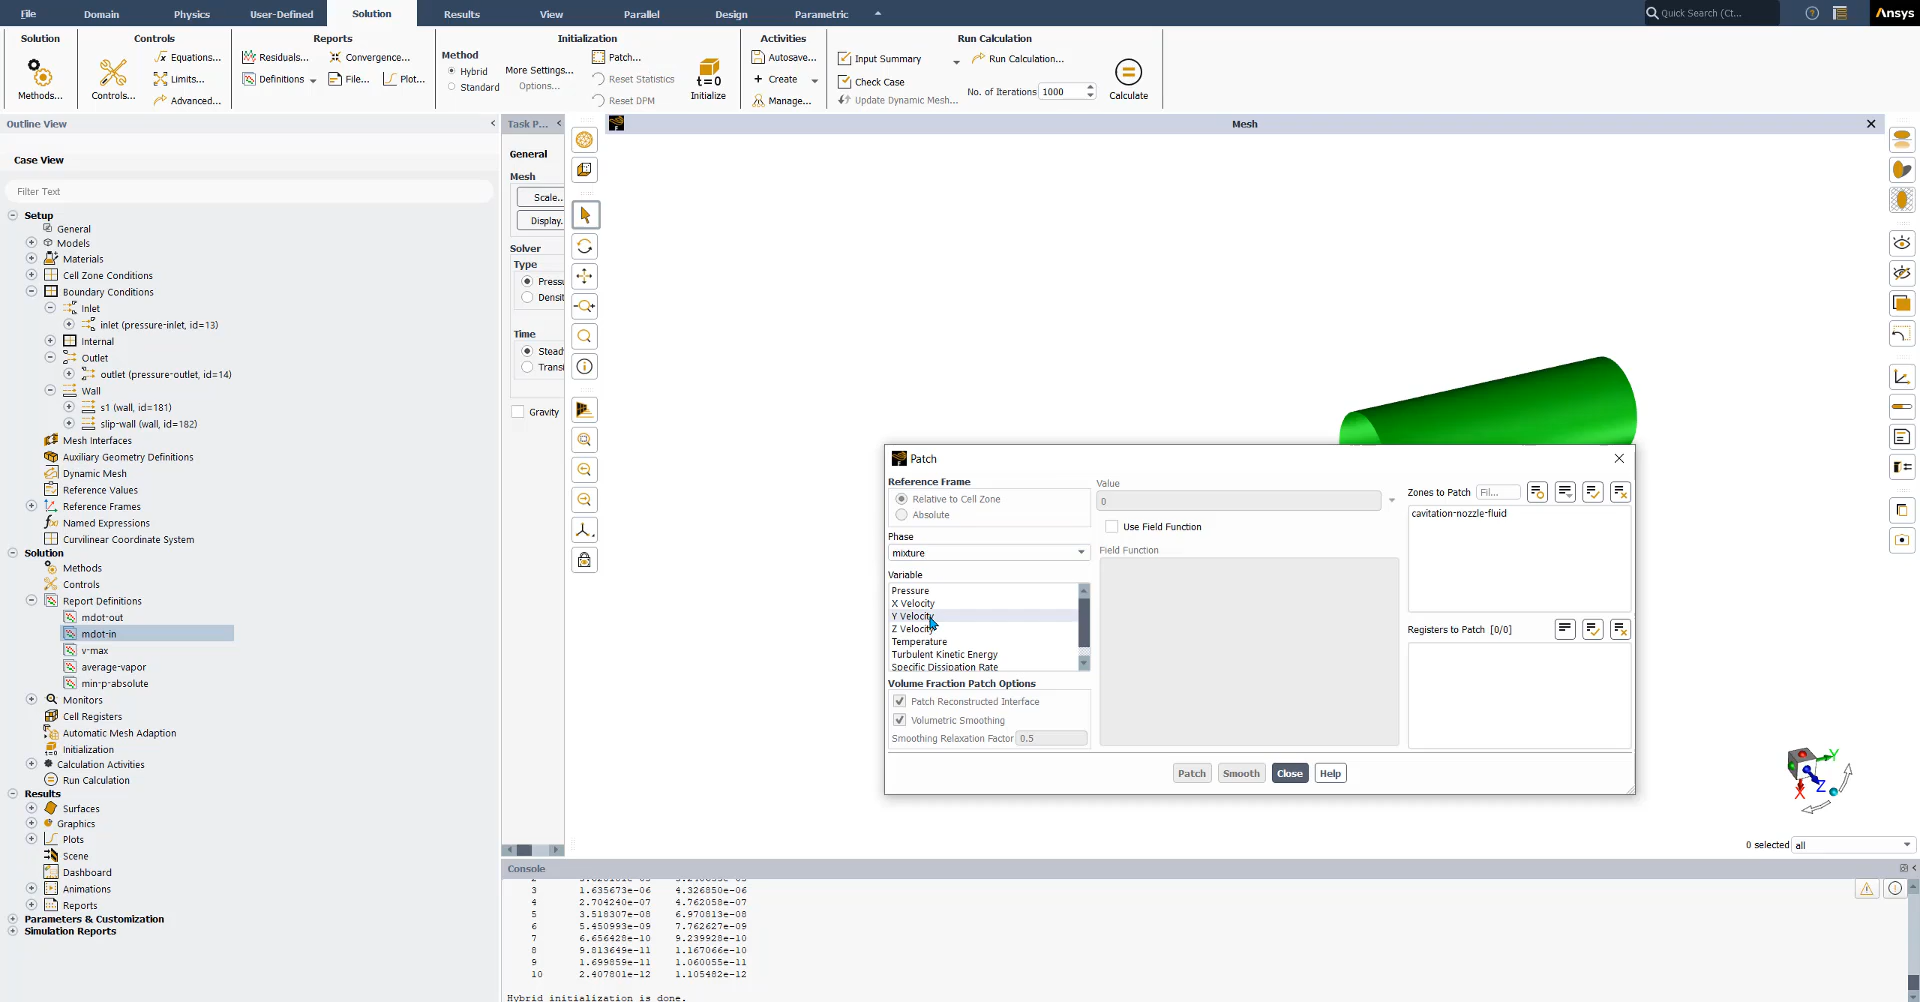 File
Domain
Physics
User-Defined
Solution
Results
View
Parallel
Design
Parametric
Quick Search (Ct...
Ansys
Solution
Controls
Reports
Initialization
Activities
Run Calculation
Methods...
Controls...
Equations...
Limits...
Advanced...
Residuals...
Convergence...
Definitions
File...
Plot...
Method
Hybrid
Standard
More Settings...
Options...
Patch...
Reset Statistics
Reset DPM
t=0
Initialize
Autosave...
Create
Manage...
Input Summary
Check Case
Update Dynamic Mesh...
Run Calculation...
No. of Iterations 1000
Calculate
Outline View
Case View
Filter Text
Setup
General
Models
Materials
Cell Zone Conditions
Boundary Conditions
Inlet
inlet (pressure-inlet, id=13)
Internal
Outlet
outlet (pressure-outlet, id=14)
Wall
s1 (wall, id=181)
slip-wall (wall, id=182)
Mesh Interfaces
Auxiliary Geometry Definitions
Dynamic Mesh
Reference Values
Reference Frames
Named Expressions
Curvilinear Coordinate System
Solution
Methods
Controls
Report Definitions
mdot-out
mdot-in
v-max
average-vapor
min-p-absolute
Monitors
Cell Registers
Automatic Mesh Adaption
Initialization
Calculation Activities
Run Calculation
Results
Surfaces
Graphics
Plots
Scene
Dashboard
Animations
Reports
Parameters & Customization
Simulation Reports
Task P...
General
Mesh
Scale..
Display.
Solver
Type
Pressu
Densit
Time
Stead
Transi
Gravity
Mesh
Patch
Reference Frame
Relative to Cell Zone
Absolute
Phase
mixture
Variable
Pressure
X Velocity
Y Velocity
Z Velocity
Temperature
Turbulent Kinetic Energy
Specific Dissipation Rate
Volume Fraction Patch Options
Patch Reconstructed Interface
Volumetric Smoothing
Smoothing Relaxation Factor 0.5
Value
0
Use Field Function
Field Function
Zones to Patch Fil...
cavitation-nozzle-fluid
Registers to Patch [0/0]
Patch
Smooth
Close
Help
Y
Z
X
0 selected all
Console
3 1.635673e-06 4.326850e-06
4 2.704240e-07 4.762058e-07
5 3.518307e-08 6.970813e-08
6 5.450993e-09 7.762627e-09
7 6.656428e-10 9.239928e-10
8 9.813649e-11 1.167066e-10
9 1.699859e-11 1.060055e-11
10 2.407801e-12 1.105482e-12
Hybrid initialization is done.